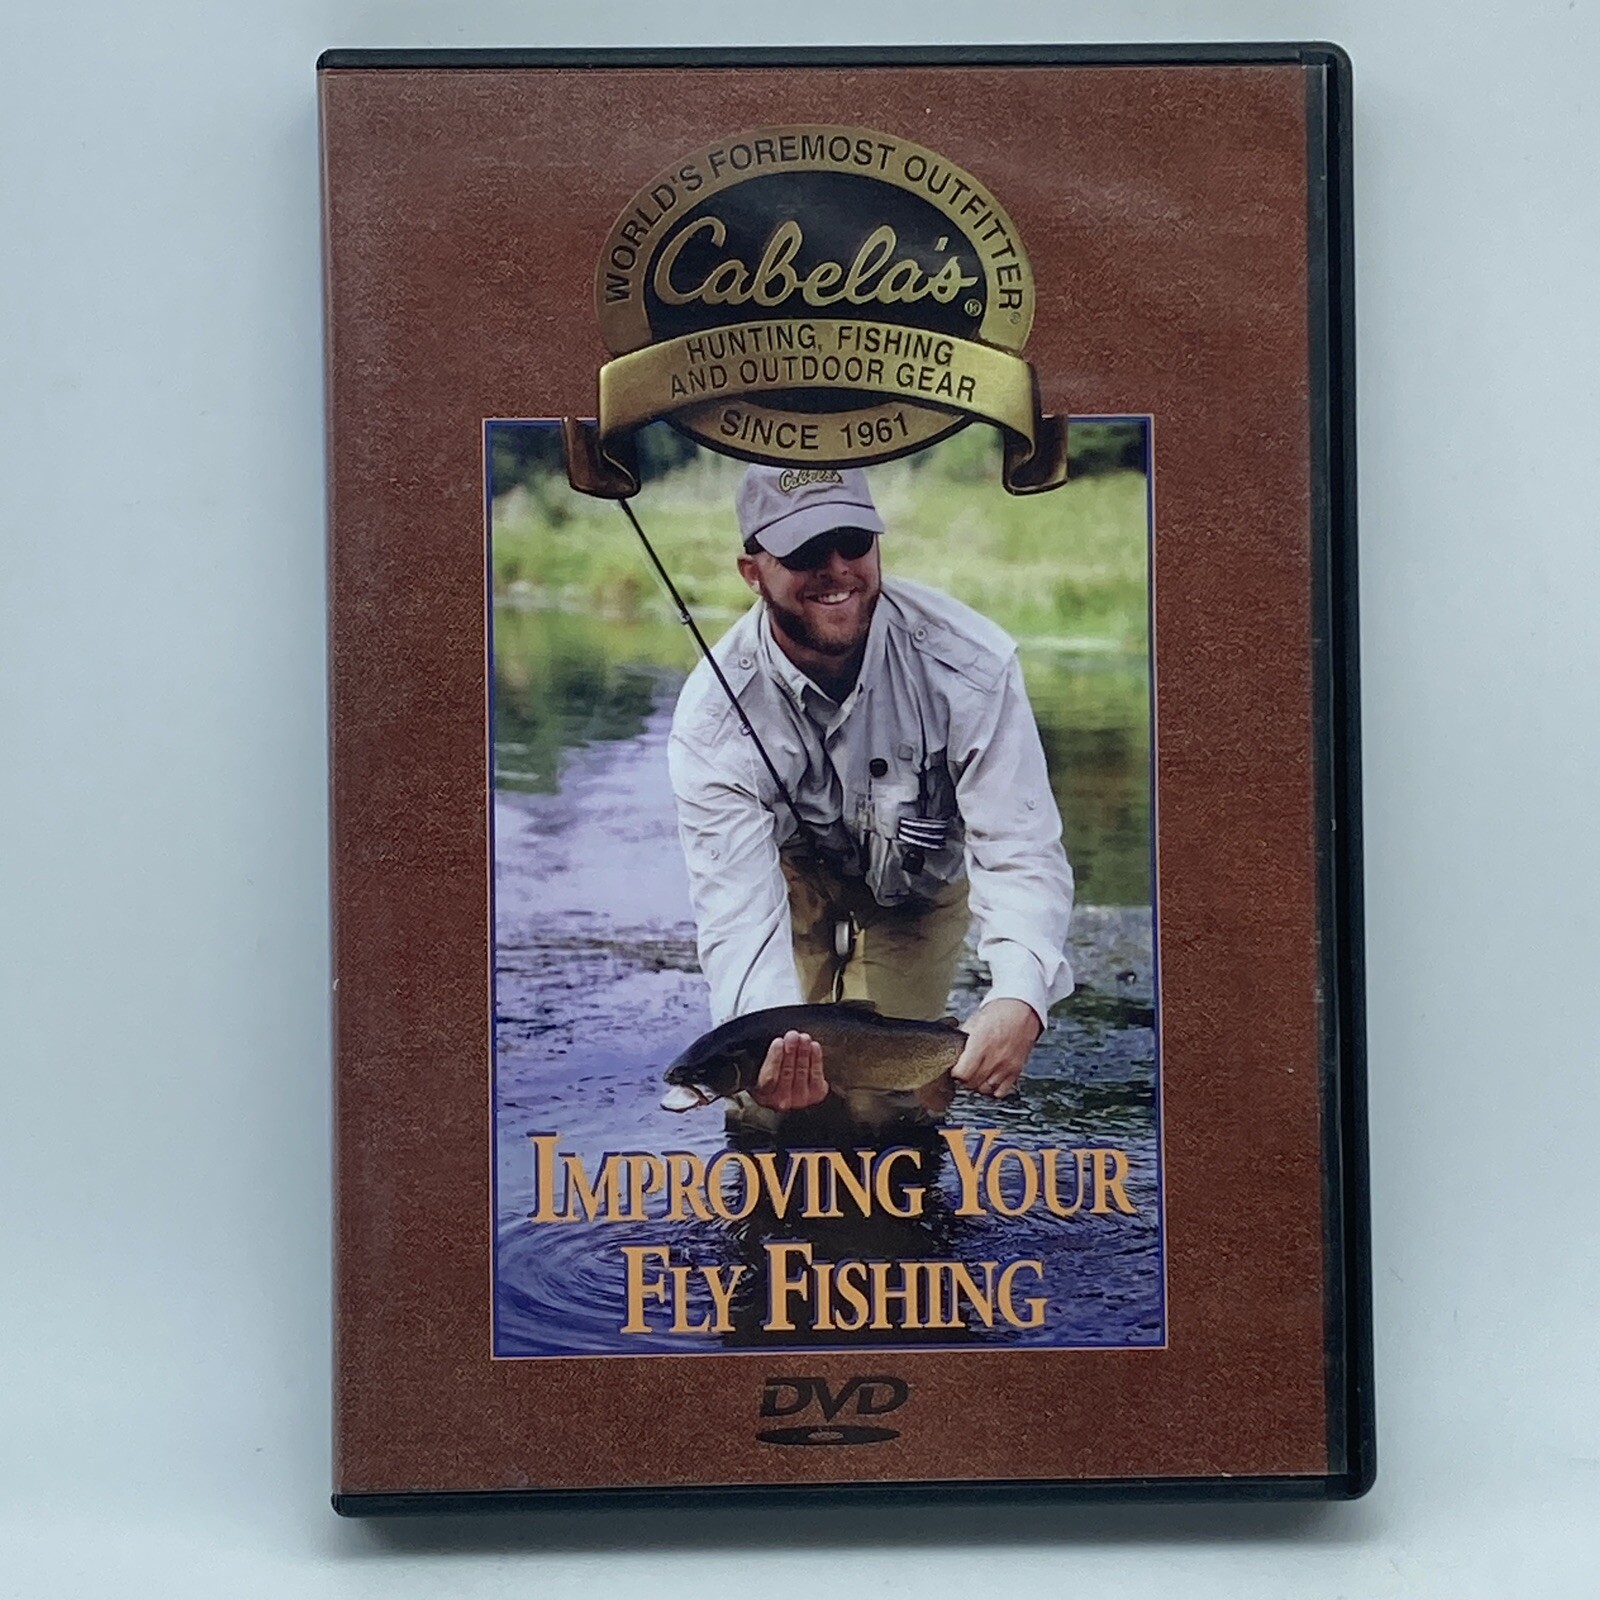 WORLD'S FOREMOST OUTFITTER®
Cabela's®
HUNTING, FISHING
AND OUTDOOR GEAR
SINCE 1961
Cabela's
IMPROVING YOUR
FLY FISHING
DVD